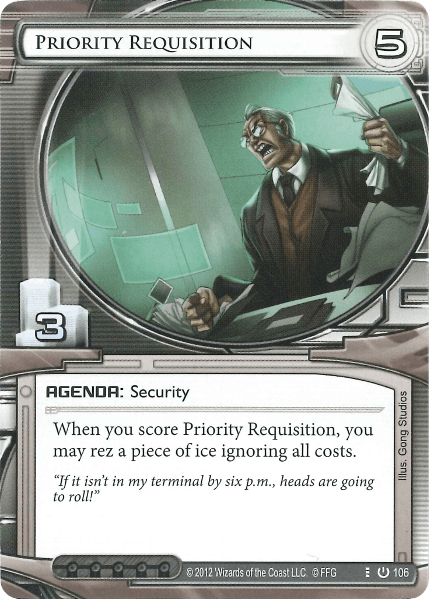 PRIORITY REQUISITION
5
3
AGENDA: Security
When you score Priority Requisition, you
may rez a piece of ice ignoring all costs.
"If it isn't in my terminal by six p.m., heads are going
to roll!"
Illus. Gong Studios
© 2012 Wizards of the Coast LLC. © FFG
106